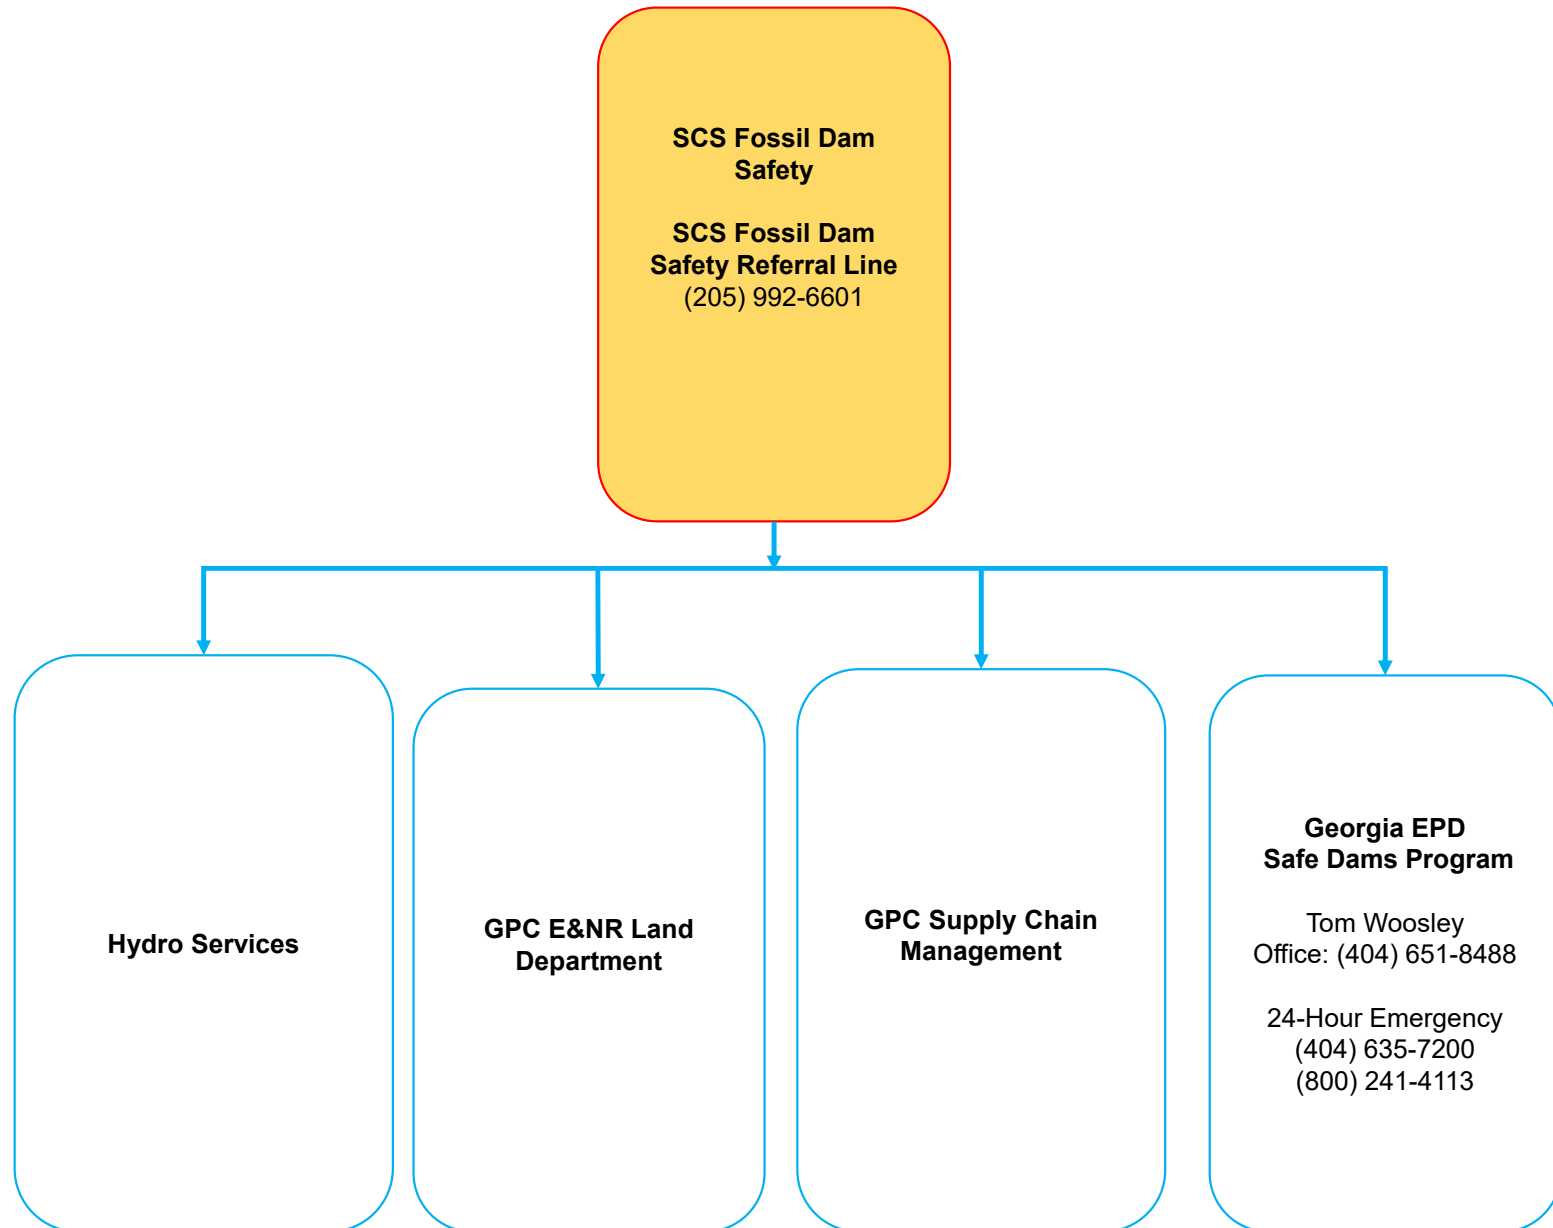 SCS Fossil Dam
Safety
SCS Fossil Dam
Safety Referral Line
(205) 992-6601
Hydro Services
GPC E&NR Land
Department
GPC Supply Chain
Management
Georgia EPD
Safe Dams Program
Tom Woosley
Office: (404) 651-8488
24-Hour Emergency
(404) 635-7200
(800) 241-4113